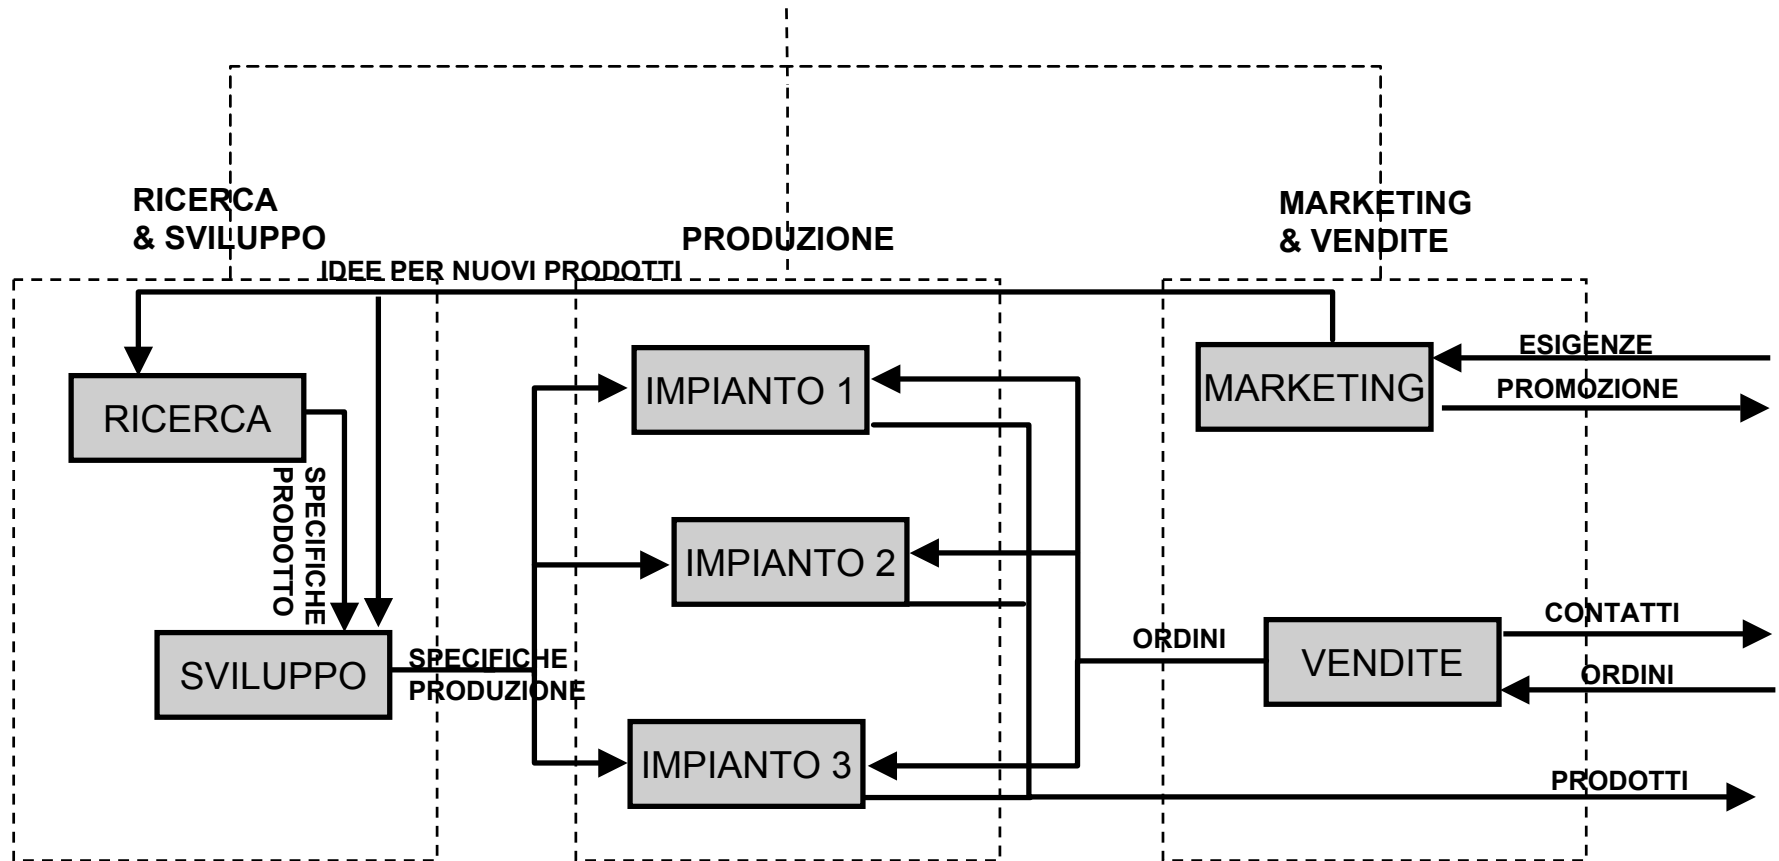 RICERCA
& SVILUPPO
PRODUZIONE
MARKETING
& VENDITE
IDEE PER NUOVI PRODOTTI
RICERCA
SPECIFICHE
PRODOTTO
SVILUPPO
SPECIFICHE
PRODUZIONE
IMPIANTO 1
IMPIANTO 2
IMPIANTO 3
MARKETING
ESIGENZE
PROMOZIONE
ORDINI
VENDITE
CONTATTI
ORDINI
PRODOTTI